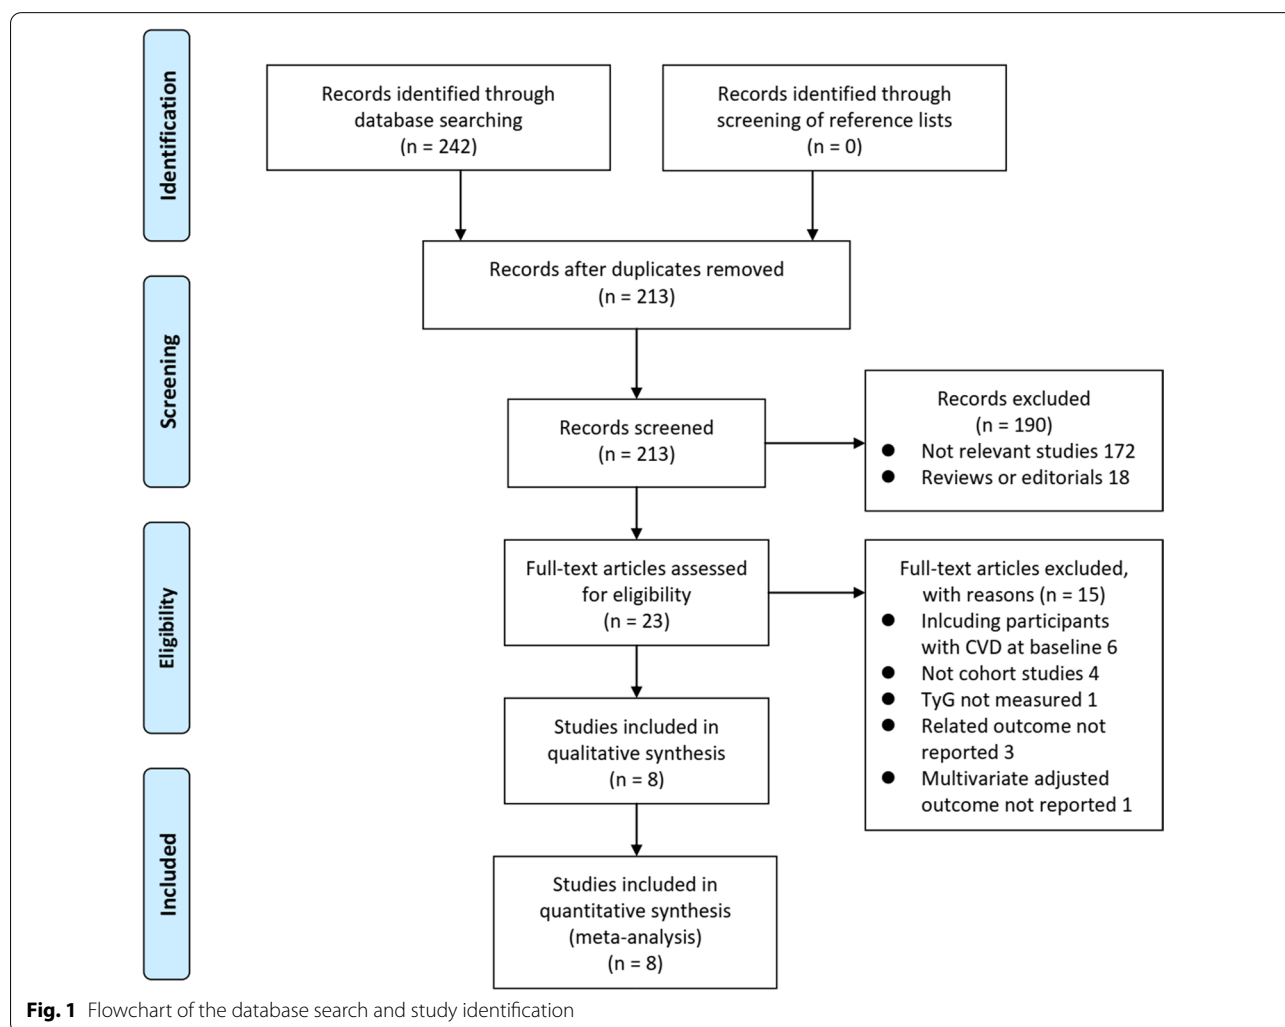 Identification
Records identified through
database searching
(n = 242)
Records identified through
screening of reference lists
(n = 0)
Records after duplicates removed
(n = 213)
Screening
Records screened
(n = 213)
Records excluded
(n = 190)
● Not relevant studies 172
● Reviews or editorials 18
Eligibility
Full-text articles assessed
for eligibility
(n = 23)
Full-text articles excluded,
with reasons (n = 15)
● Inlcuding participants
with CVD at baseline 6
● Not cohort studies 4
● TyG not measured 1
● Related outcome not
reported 3
● Multivariate adjusted
outcome not reported 1
Studies included in
qualitative synthesis
(n = 8)
Included
Studies included in
quantitative synthesis
(meta-analysis)
(n = 8)
Fig. 1 Flowchart of the database search and study identification